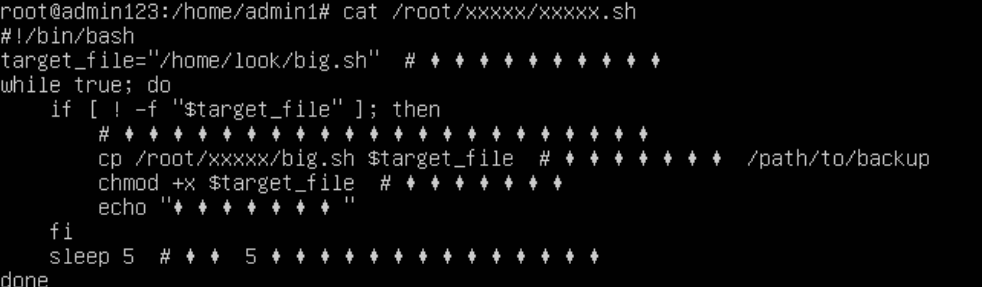 root@admin123:/home/admin1# cat /root/xxxxx/xxxxx.sh
#!/bin/bash
target_file="/home/look/big.sh"  # ♦ ♦ ♦ ♦ ♦ ♦ ♦ ♦ ♦ ♦
while true; do
    if [ ! -f "$target_file" ]; then
        # ♦ ♦ ♦ ♦ ♦ ♦ ♦ ♦ ♦ ♦ ♦ ♦ ♦ ♦ ♦ ♦ ♦ ♦ ♦ ♦ ♦ ♦
        cp /root/xxxxx/big.sh $target_file  # ♦ ♦ ♦ ♦ ♦ ♦ ♦  /path/to/backup
        chmod +x $target_file  # ♦ ♦ ♦ ♦ ♦ ♦ ♦
        echo "♦ ♦ ♦ ♦ ♦ ♦ ♦ "
    fi
    sleep 5  # ♦ ♦  5 ♦ ♦ ♦ ♦ ♦ ♦ ♦ ♦ ♦ ♦ ♦ ♦ ♦ ♦
done